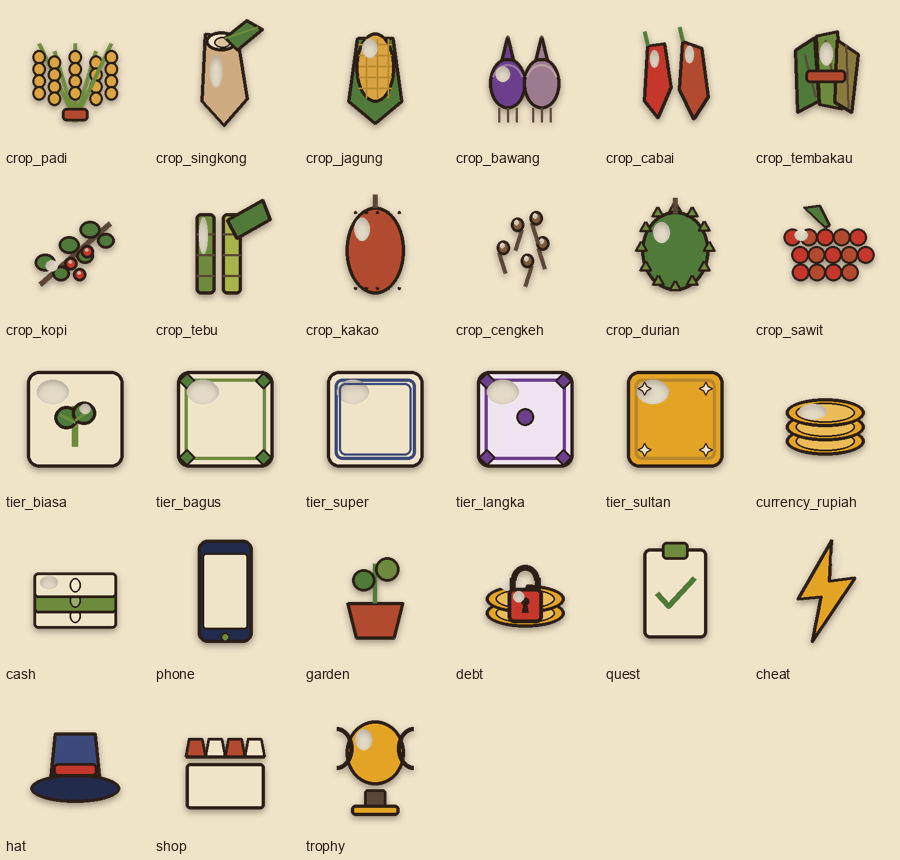 crop_padi crop_singkong crop_jagung crop_bawang crop_cabai crop_tembakau
crop_kopi crop_tebu crop_kakao crop_cengkeh crop_durian crop_sawit
tier_biasa tier_bagus tier_super tier_langka tier_sultan currency_rupiah
cash phone garden debt quest cheat
hat shop trophy